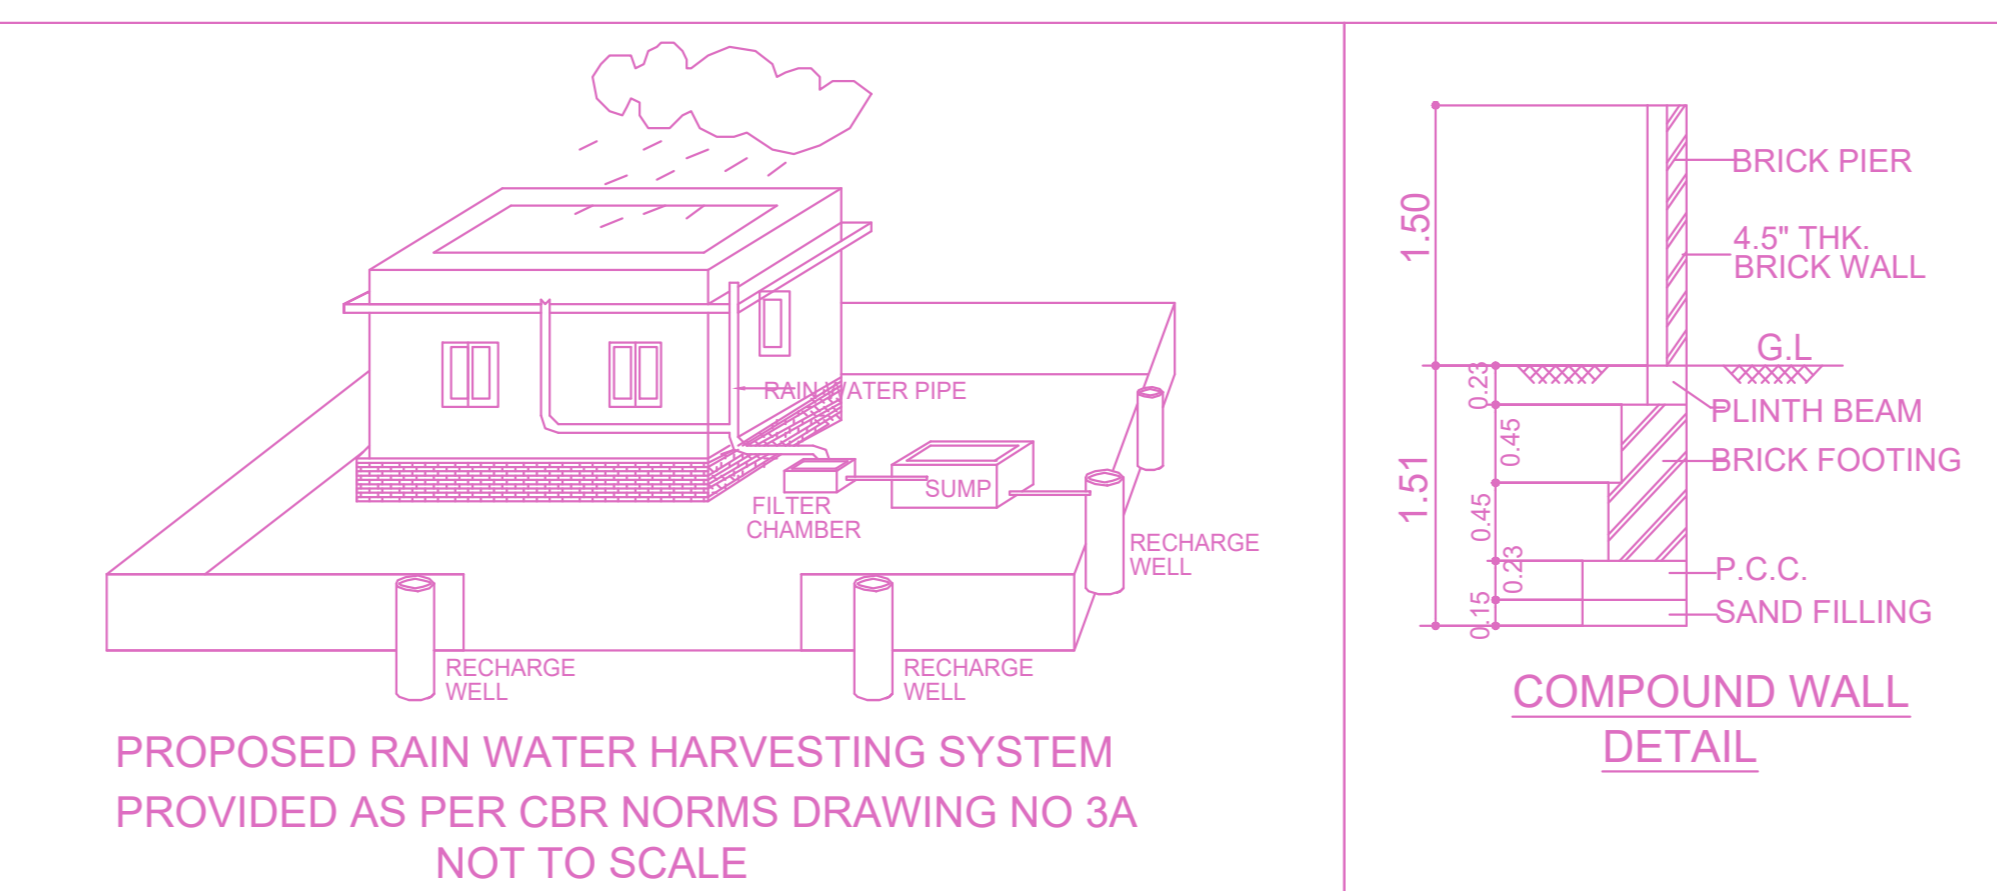 RAIN WATER PIPE
SUMP
FILTER
CHAMBER
RECHARGE
WELL
RECHARGE
WELL
RECHARGE
WELL
PROPOSED RAIN WATER HARVESTING SYSTEM
PROVIDED AS PER CBR NORMS DRAWING NO 3A
NOT TO SCALE
BRICK PIER
1.50
4.5" THK.
BRICK WALL
G.L
0.23
PLINTH BEAM
0.45
BRICK FOOTING
1.51
0.45
0.23
P.C.C.
0.15
SAND FILLING
COMPOUND WALL
DETAIL